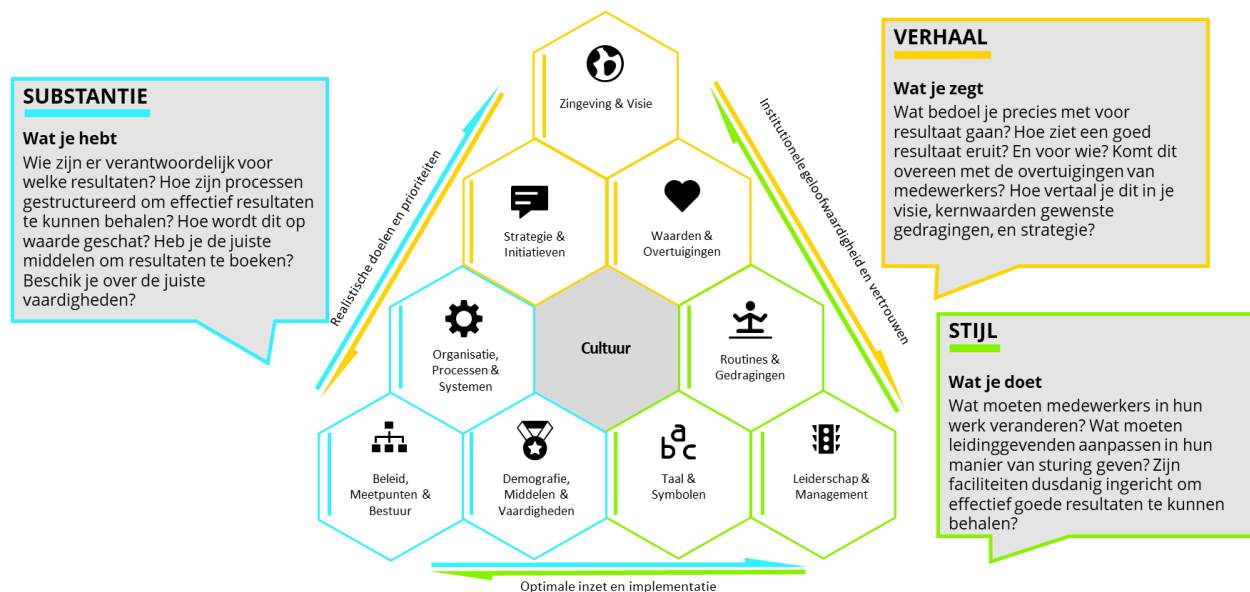 SUBSTANTIE
Wat je hebt
Wie zijn er verantwoordelijk voor
welke resultaten? Hoe zijn processen
gestructureerd om effectief resultaten
te kunnen behalen? Hoe wordt dit op
waarde geschat? Heb je de juiste
middelen om resultaten te boeken?
Beschik je over de juiste
vaardigheden?
Realistische doelen en prioriteiten
Zingeving & Visie
Strategie &
Initiatieven
Waarden &
Overtuigingen
Organisatie,
Processen &
Systemen
Cultuur
Routines &
Gedragingen
Beleid,
Meetpunten &
Bestuur
Demografie,
Middelen &
Vaardigheden
a
b c
Taal &
Symbolen
Leiderschap &
Management
Optimale inzet en implementatie
Institutionele geloofwaardigheid en vertrouwen
VERHAAL
Wat je zegt
Wat bedoel je precies met voor
resultaat gaan? Hoe ziet een goed
resultaat eruit? En voor wie? Komt dit
overeen met de overtuigingen van
medewerkers? Hoe vertaal je dit in je
visie, kernwaarden gewenste
gedragingen, en strategie?
STIJL
Wat je doet
Wat moeten medewerkers in hun
werk veranderen? Wat moeten
leidinggevenden aanpassen in hun
manier van sturing geven? Zijn
faciliteiten dusdanig ingericht om
effectief goede resultaten te kunnen
behalen?